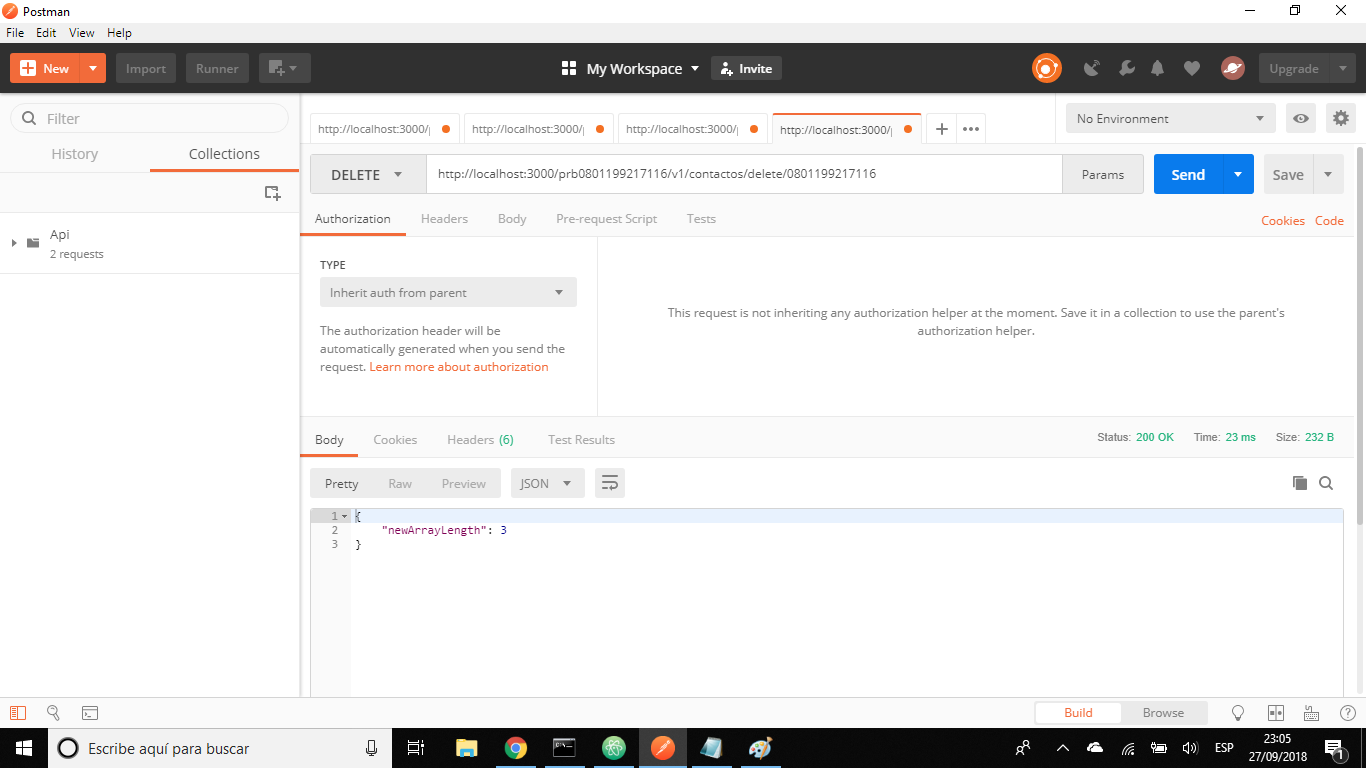 Postman
File Edit View Help
New Import Runner My Workspace Invite Upgrade
Filter
History Collections
Api
2 requests
http://localhost:3000/ http://localhost:3000/ http://localhost:3000/ http://localhost:3000/ No Environment
DELETE http://localhost:3000/prb0801199217116/v1/contactos/delete/0801199217116 Params Send Save
Authorization Headers Body Pre-request Script Tests Cookies Code
TYPE
Inherit auth from parent
The authorization header will be
automatically generated when you send the
request. Learn more about authorization
This request is not inheriting any authorization helper at the moment. Save it in a collection to use the parent's
authorization helper.
Body Cookies Headers (6) Test Results Status: 200 OK Time: 23 ms Size: 232 B
Pretty Raw Preview JSON
1 {
2 "newArrayLength": 3
3 }
Build Browse
Escribe aquí para buscar
ESP
23:05
27/09/2018
1